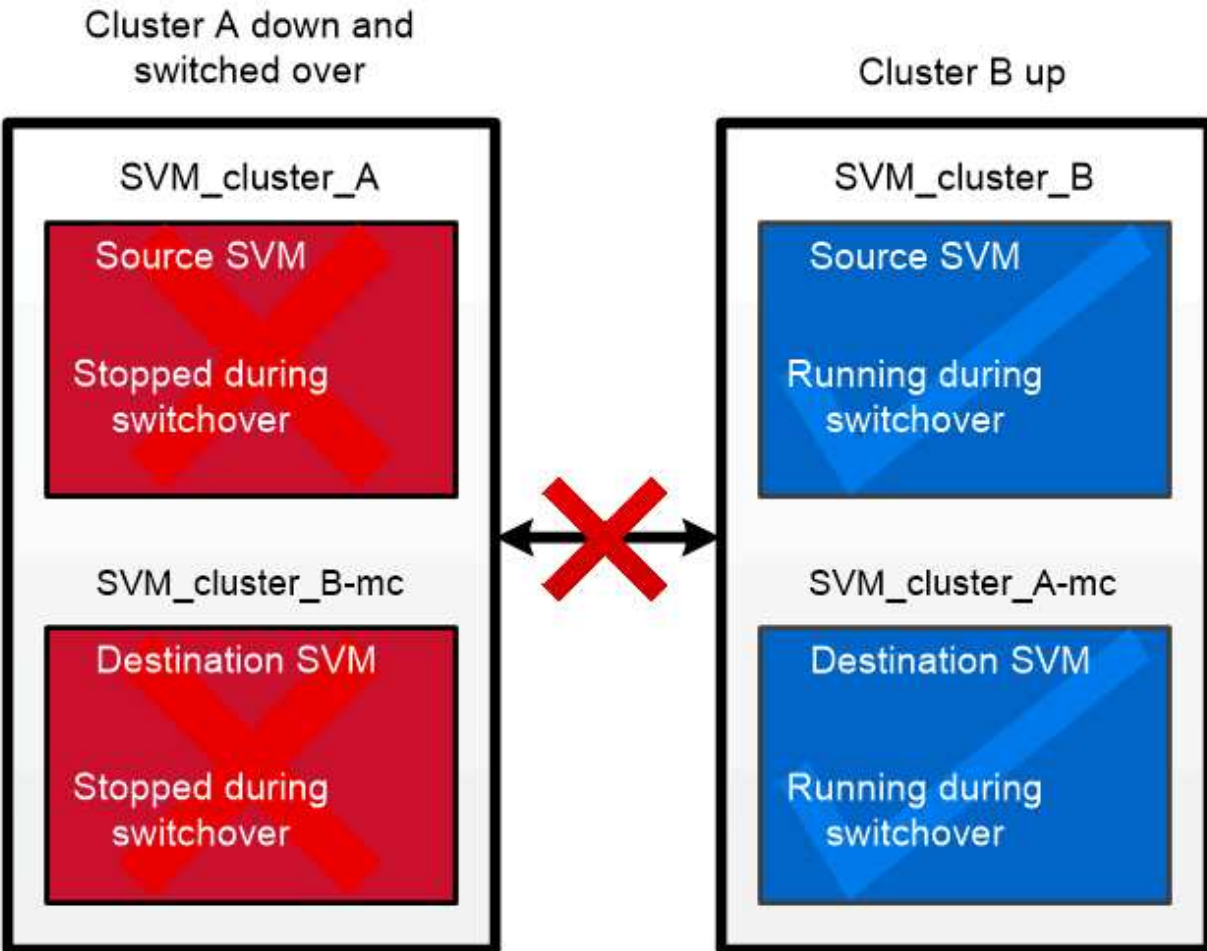 Cluster A down and
switched over
SVM_cluster_A
Source SVM
Stopped during
switchover
SVM_cluster_B-mc
Destination SVM
Stopped during
switchover
Cluster B up
SVM_cluster_B
Source SVM
Running during
switchover
SVM_cluster_A-mc
Destination SVM
Running during
switchover